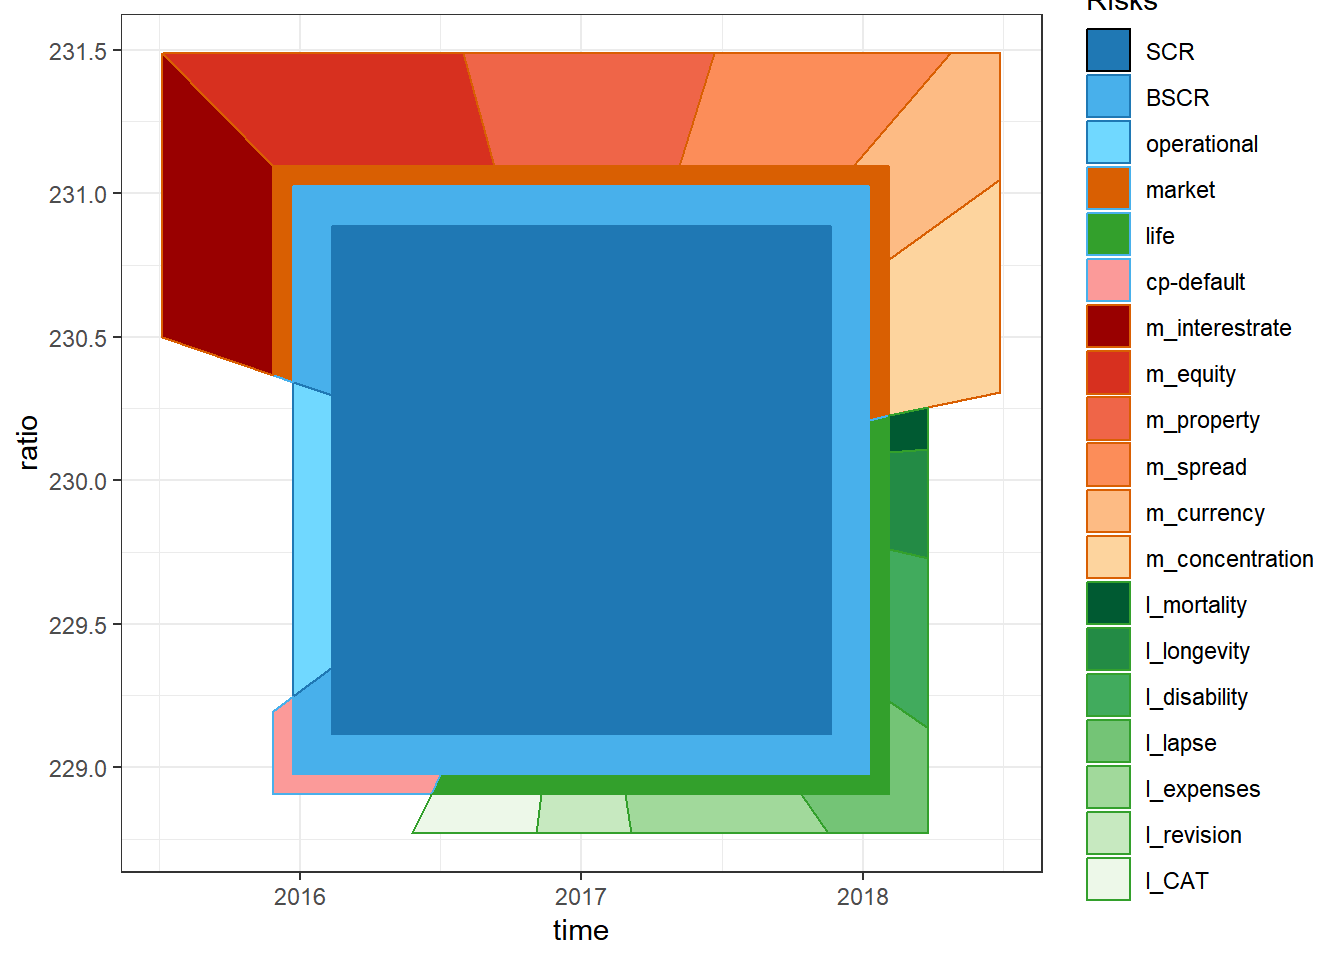 Risks
231.5
231.0
230.5
230.0
229.5
229.0
ratio
2016
2017
2018
time
SCR
BSCR
operational
market
life
cp-default
m_interestrate
m_equity
m_property
m_spread
m_currency
m_concentration
l_mortality
l_longevity
l_disability
l_lapse
l_expenses
l_revision
l_CAT